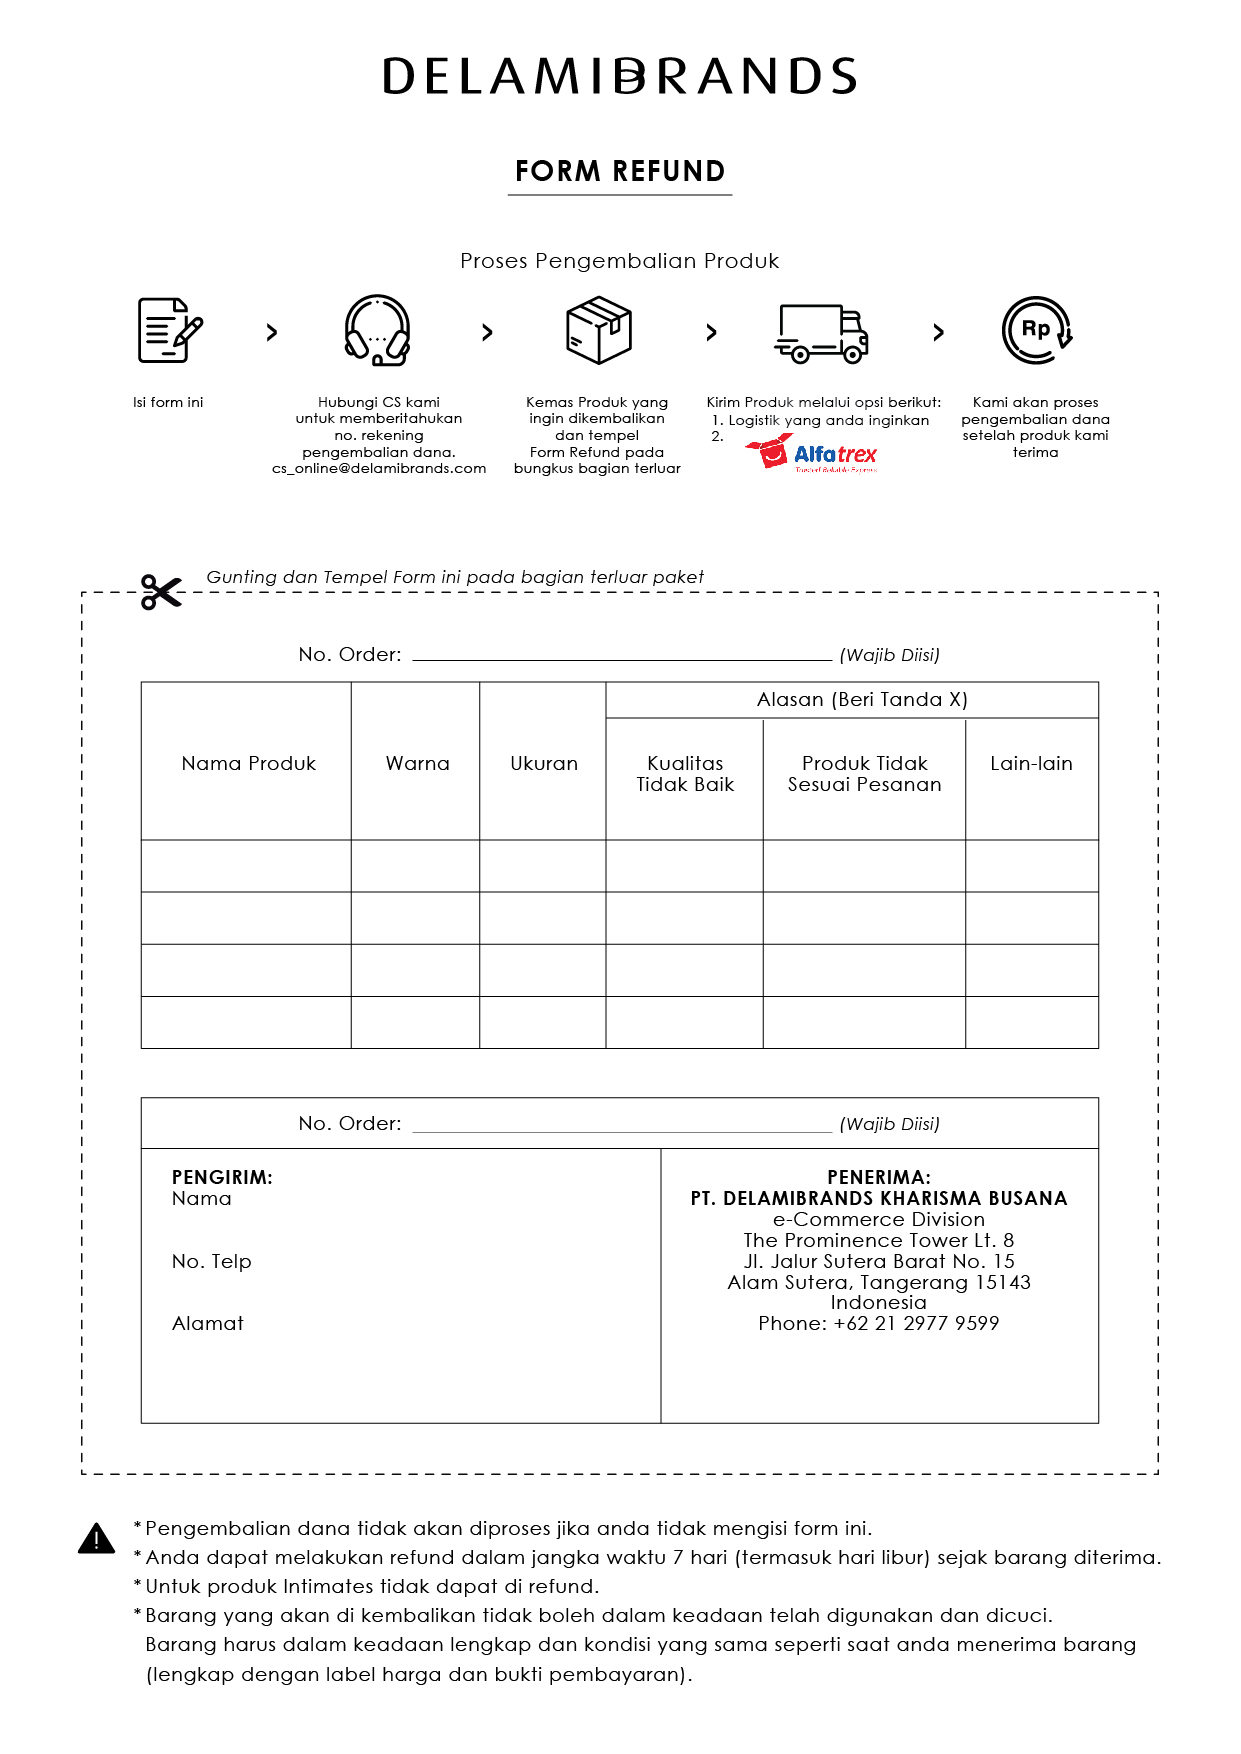 DELAMIBRANDS
FORM REFUND
Proses Pengembalian Produk
Rp
Isi form ini
Hubungi CS kami
untuk memberitahukan
no. rekening
pengembalian dana.
cs_online@delamibrands.com
Kemas Produk yang
ingin dikembalikan
dan tempel
Form Refund pada
bungkus bagian terluar
Kirim Produk melalui opsi berikut:
1. Logistik yang anda inginkan
2.
Alfatrex
Trusted Reliable Express
Kami akan proses
pengembalian dana
setelah produk kami
terima
Gunting dan Tempel Form ini pada bagian terluar paket
No. Order: (Wajib Diisi)
Alasan (Beri Tanda X)
Nama Produk
Warna
Ukuran
Kualitas
Tidak Baik
Produk Tidak
Sesuai Pesanan
Lain-lain
No. Order: (Wajib Diisi)
PENGIRIM:
Nama
No. Telp
Alamat
PENERIMA:
PT. DELAMIBRANDS KHARISMA BUSANA
e-Commerce Division
The Prominence Tower Lt. 8
Jl. Jalur Sutera Barat No. 15
Alam Sutera, Tangerang 15143
Indonesia
Phone: +62 21 2977 9599
*Pengembalian dana tidak akan diproses jika anda tidak mengisi form ini.
*Anda dapat melakukan refund dalam jangka waktu 7 hari (termasuk hari libur) sejak barang diterima.
*Untuk produk Intimates tidak dapat di refund.
*Barang yang akan di kembalikan tidak boleh dalam keadaan telah digunakan dan dicuci.
Barang harus dalam keadaan lengkap dan kondisi yang sama seperti saat anda menerima barang
(lengkap dengan label harga dan bukti pembayaran).